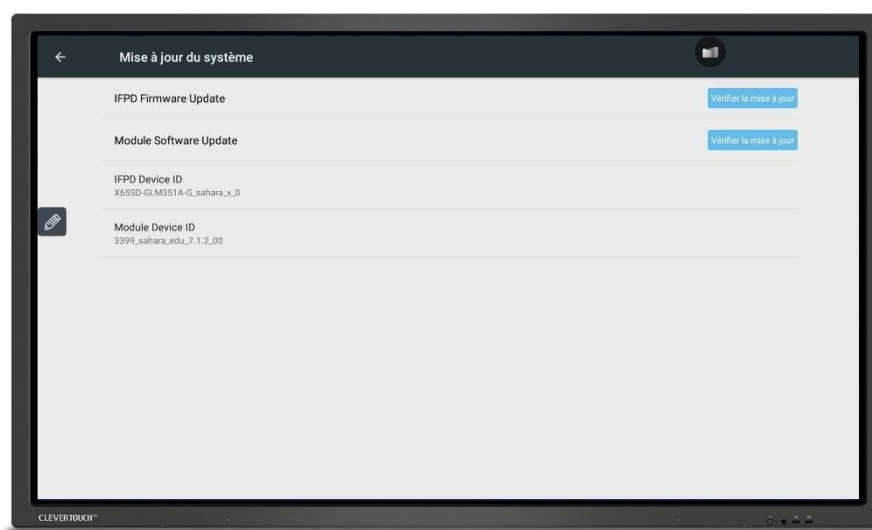 Mise à jour du système
IFPD Firmware Update
Vérifier la mise à jour
Module Software Update
Vérifier la mise à jour
IFPD Device ID
X65SD-GLM351A-G_sahara_x_0
Module Device ID
3399_sahara_edu_7.1.2_00
CLEVERTOUCH™